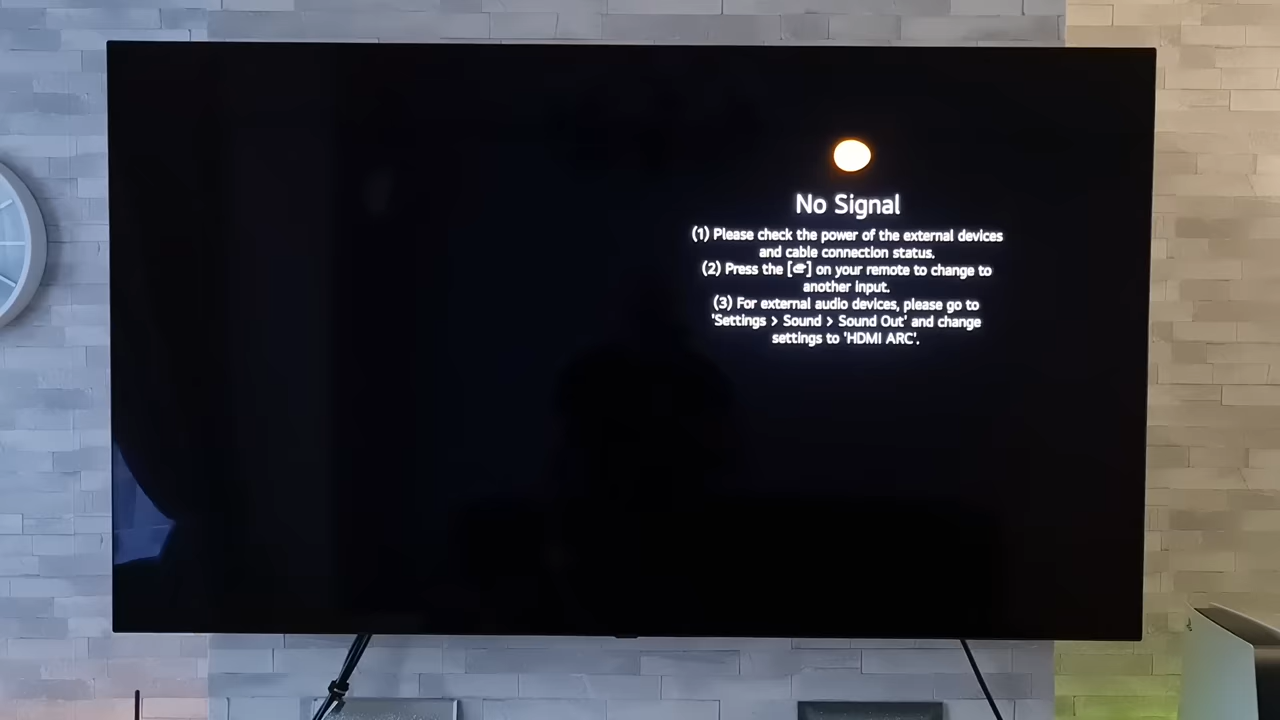 No Signal
(1) Please check the power of the external devices
and cable connection status.
(2) Press the [ ] on your remote to change to
another input.
(3) For external audio devices, please go to
'Settings > Sound > Sound Out' and change
settings to 'HDMI ARC'.